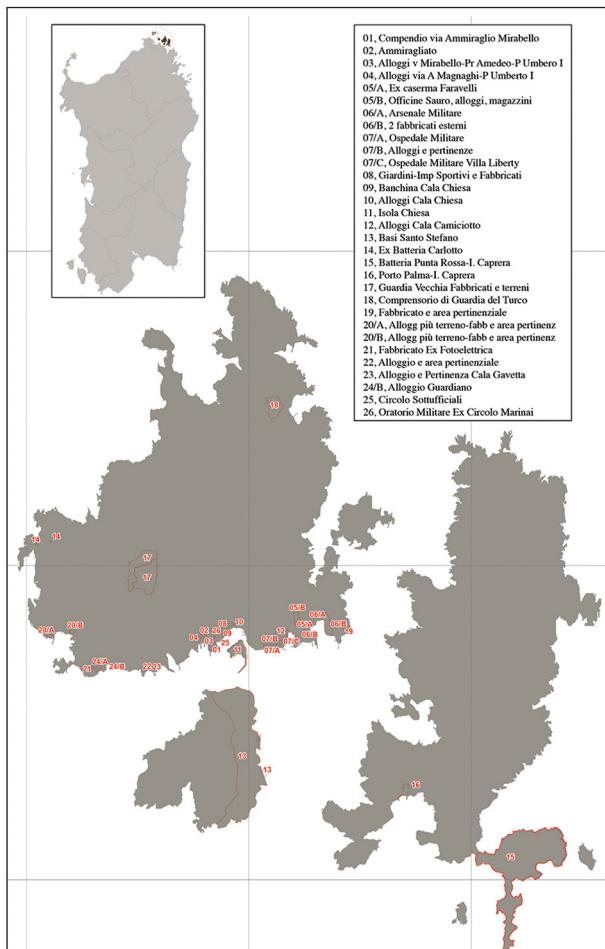 01, Compendio via Ammiraglio Mirabello
02, Ammiragliato
03, Alloggi v Mirabello-Pr Amedeo-P Umbero I
04, Alloggi via A Magnaghi-P Umberto I
05/A, Ex caserma Faravelli
05/B, Officine Sauro, alloggi, magazzini
06/A, Arsenale Militare
06/B, 2 fabbricati esterni
07/A, Ospedale Militare
07/B, Alloggi e pertinenze
07/C, Ospedale Militare Villa Liberty
08, Giardini-Imp Sportivi e Fabbricati
09, Banchina Cala Chiesa
10, Alloggi Cala Chiesa
11, Isola Chiesa
12, Alloggi Cala Camiciotto
13, Basi Santo Stefano
14, Ex Batteria Carlotto
15, Batteria Punta Rossa-I. Caprera
16, Porto Palma-I. Caprera
17, Guardia Vecchia Fabbricati e terreni
18, Comprensorio di Guardia del Turco
19, Fabbricato e area pertinenziale
20/A, Allogg più terreno-fabb e area pertinenz
20/B, Allogg più terreno-fabb e area pertinenz
21, Fabbricato Ex Fotoelettrica
22, Alloggio e area pertinenziale
23, Alloggio e Pertinenza Cala Gavetta
24/B, Alloggio Guardiano
25, Circolo Sottufficiali
26, Oratorio Militare Ex Circolo Marinai
18
14
14
17
17
05/B
06/A
20/A
20/B
08
10
02
26
12
05/A
06/B
19
04
09
03
25
07/B
07/C
06/B
01
11
07/A
24/A
21
24/B
22
23
13
13
16
15